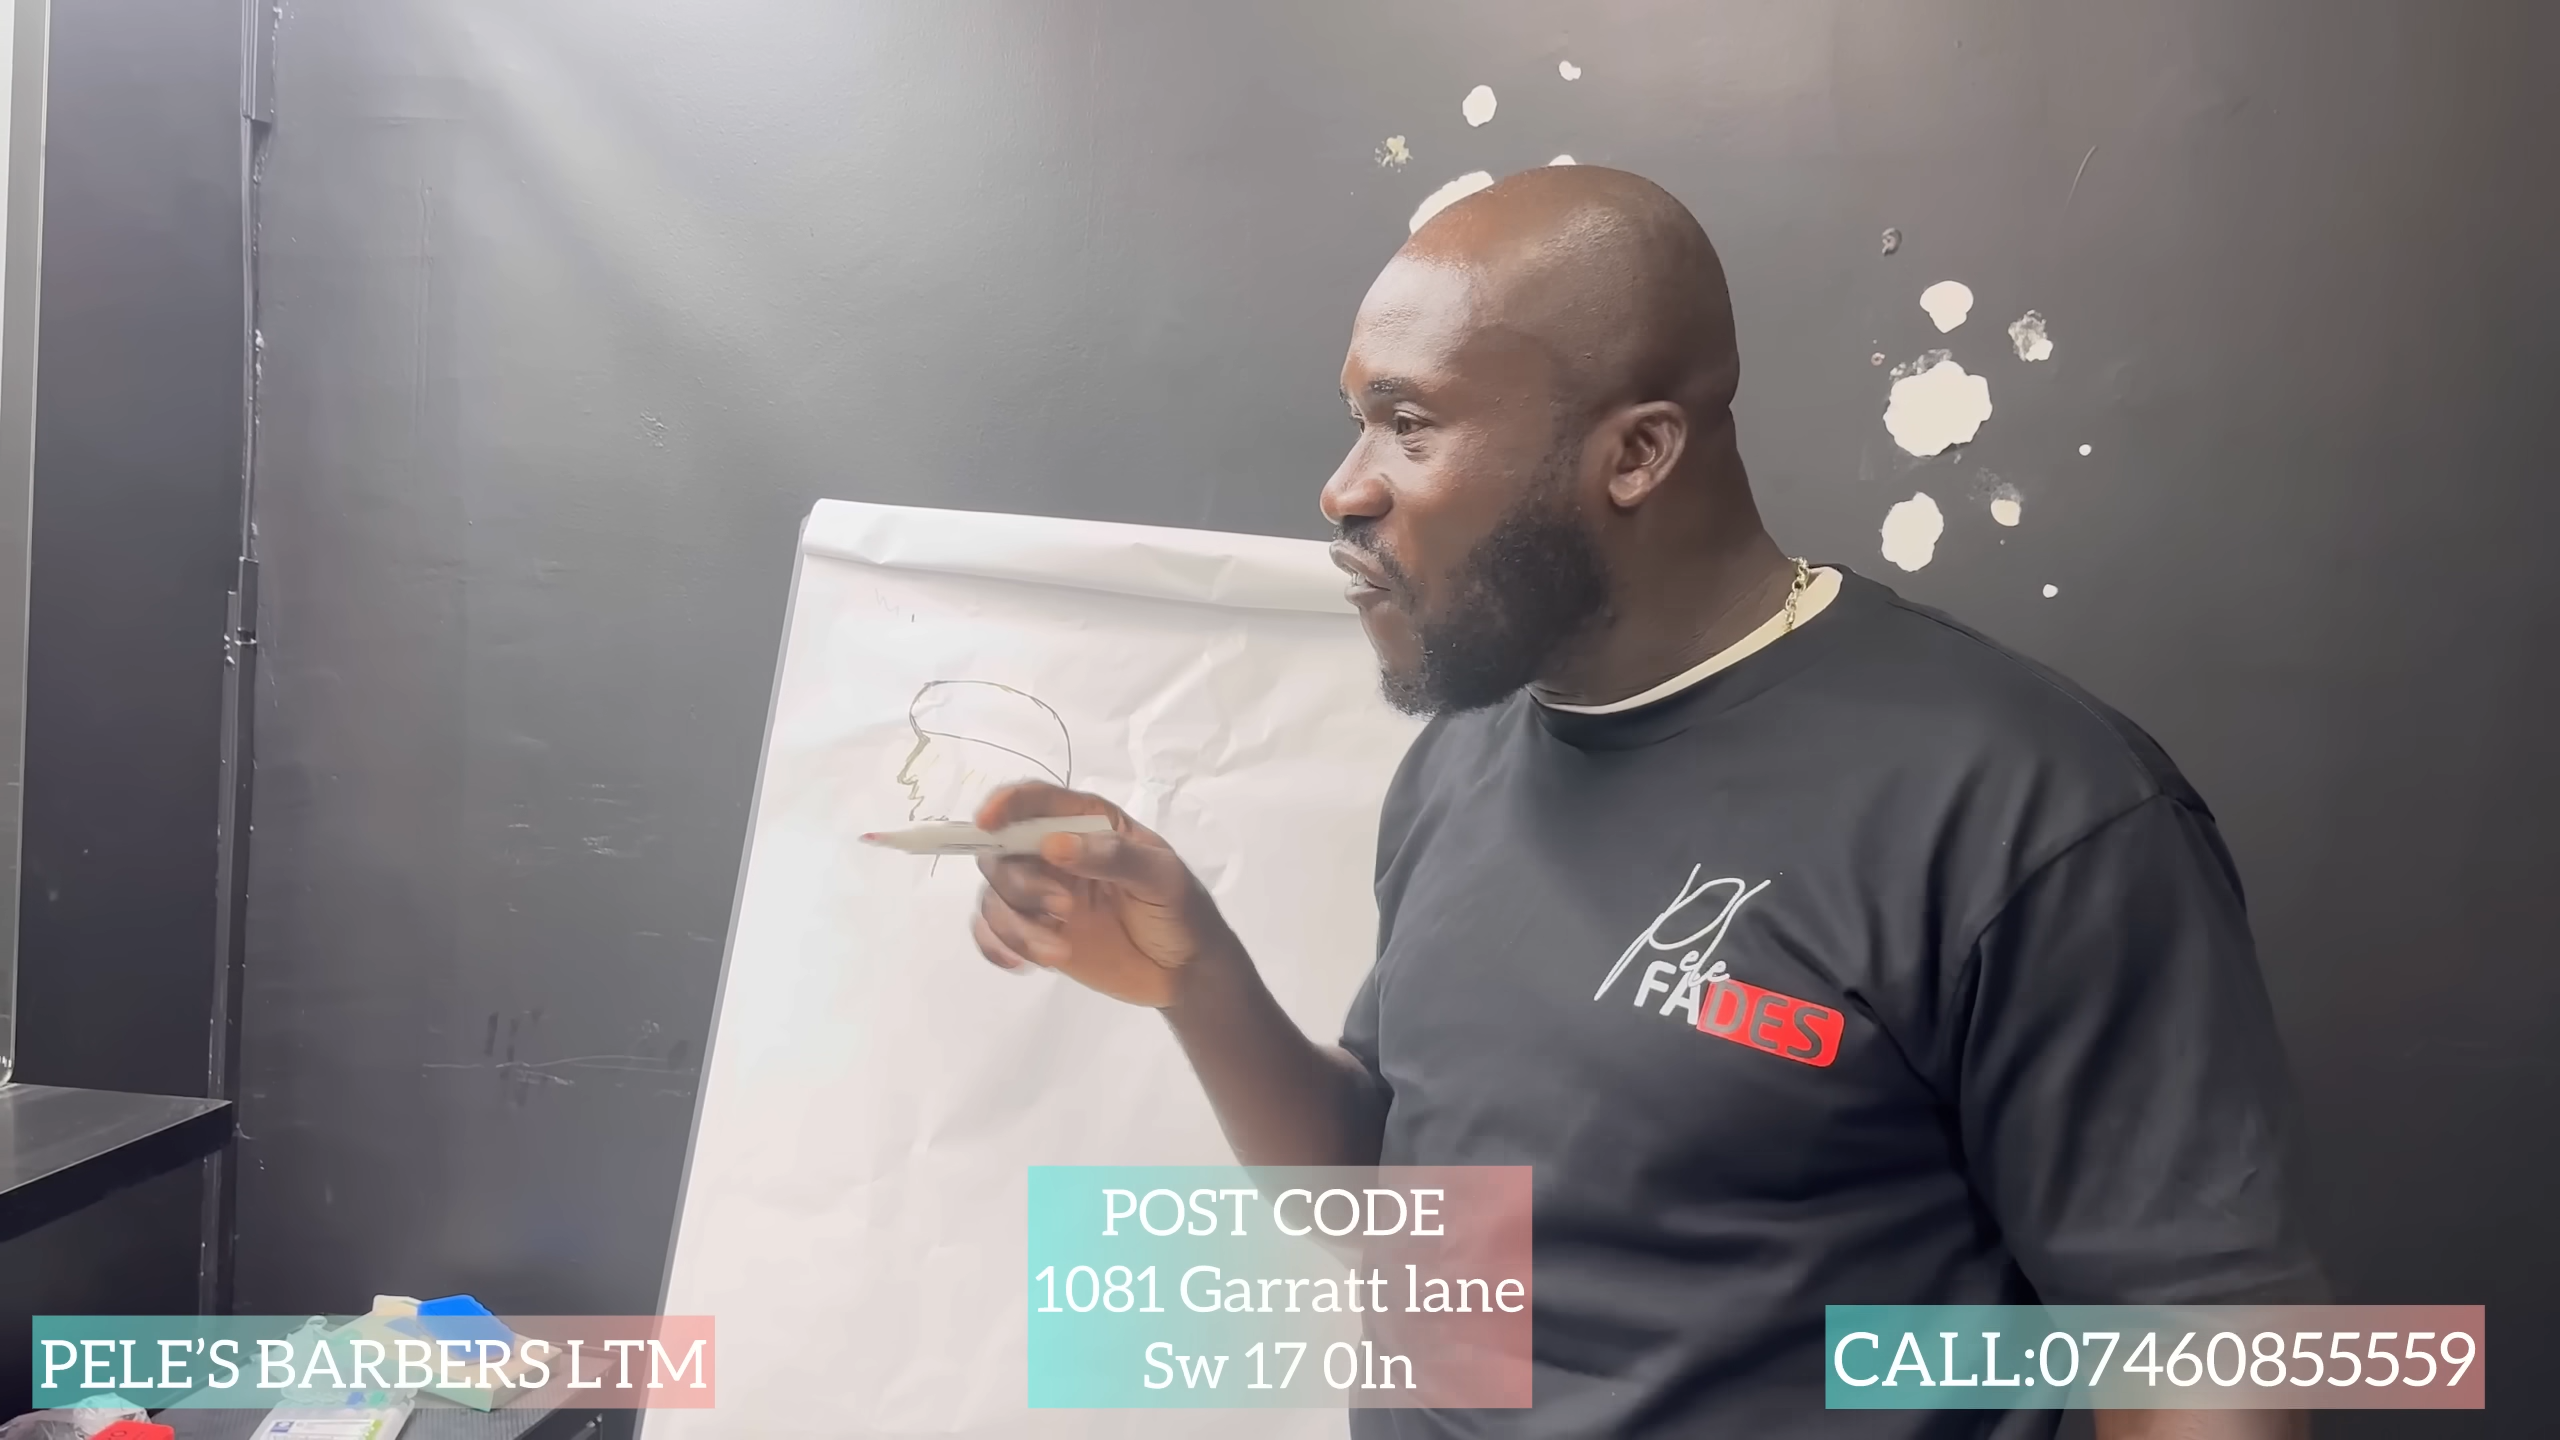 Pele
FADES
POST CODE
1081 Garratt lane
Sw 17 0ln
PELE’S BARBERS LTM
CALL:07460855559